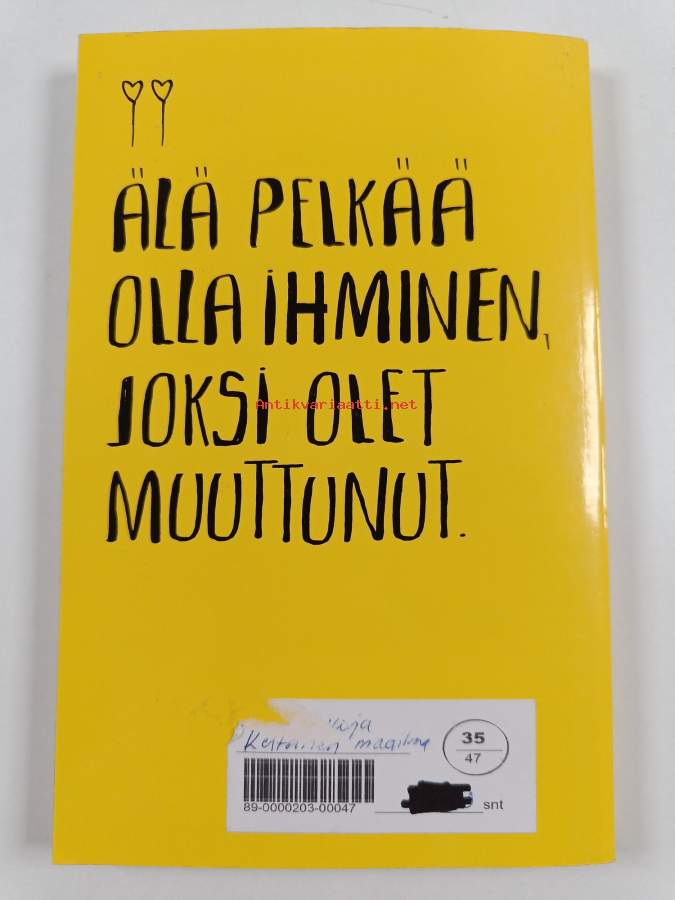 ÄLÄ PELKÄÄ
OLLA IHMINEN,
JOKSI OLET
Antikvariaatti.net
MUUTTUNUT.
Keltainen maailma
35
47
89-0000203-00047
snt